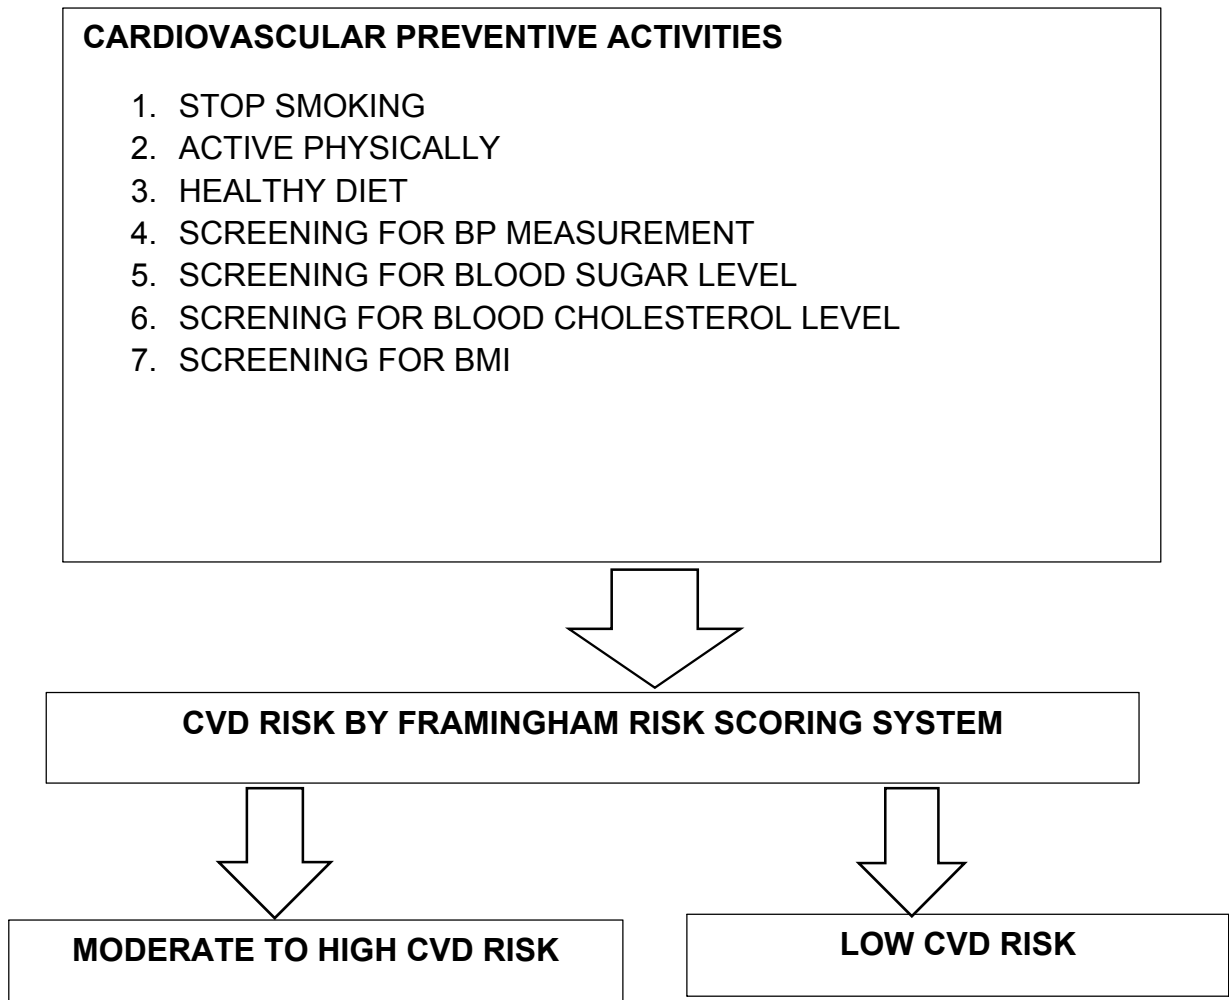 CARDIOVASCULAR PREVENTIVE ACTIVITIES
1. STOP SMOKING
2. ACTIVE PHYSICALLY
3. HEALTHY DIET
4. SCREENING FOR BP MEASUREMENT
5. SCREENING FOR BLOOD SUGAR LEVEL
6. SCRENING FOR BLOOD CHOLESTEROL LEVEL
7. SCREENING FOR BMI
CVD RISK BY FRAMINGHAM RISK SCORING SYSTEM
MODERATE TO HIGH CVD RISK
LOW CVD RISK